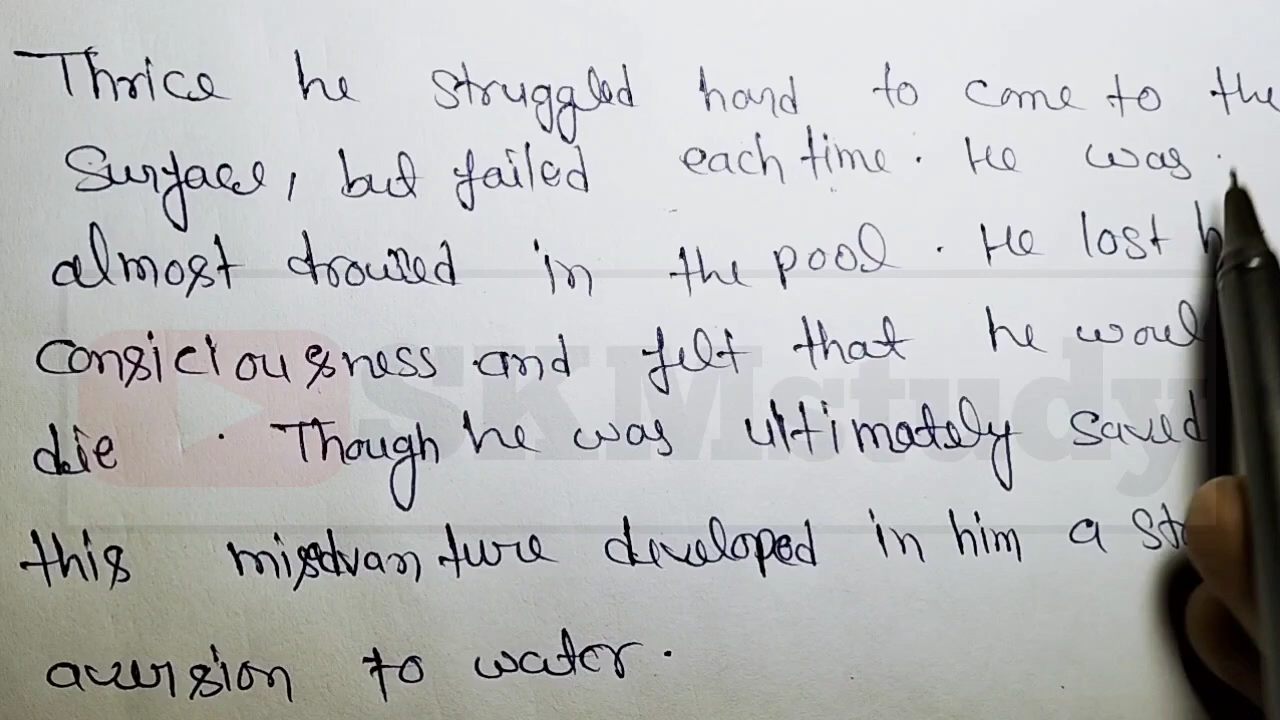 Thrice he struggled hard to come to the
Surface, but failed each time. He was
almost drowned in the pool. He lost
consiciousness and felt that he
die. Though he was ultimately saved
this misdvanture developed in him a
aversion to water.
SKMstudy